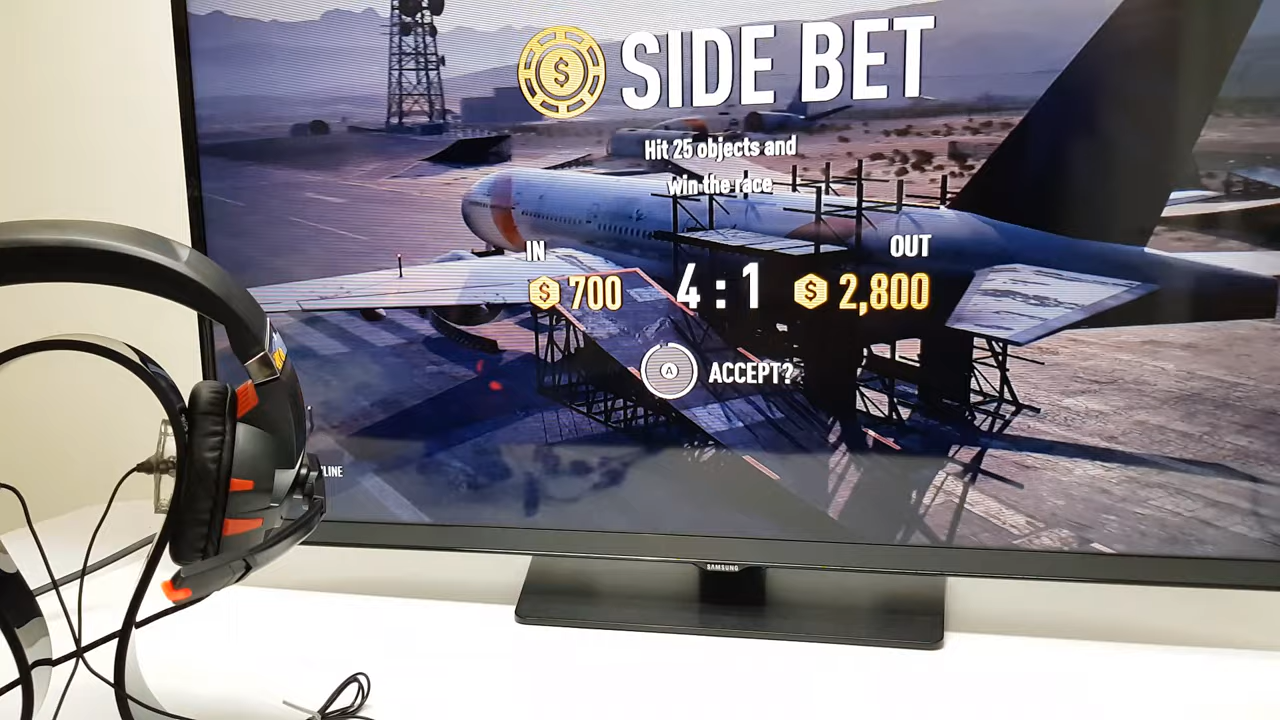 SIDE BET
Hit 25 objects and
win the race
IN
OUT
700
4 : 1
2,800
A
ACCEPT?
LINE
SAMSUNG